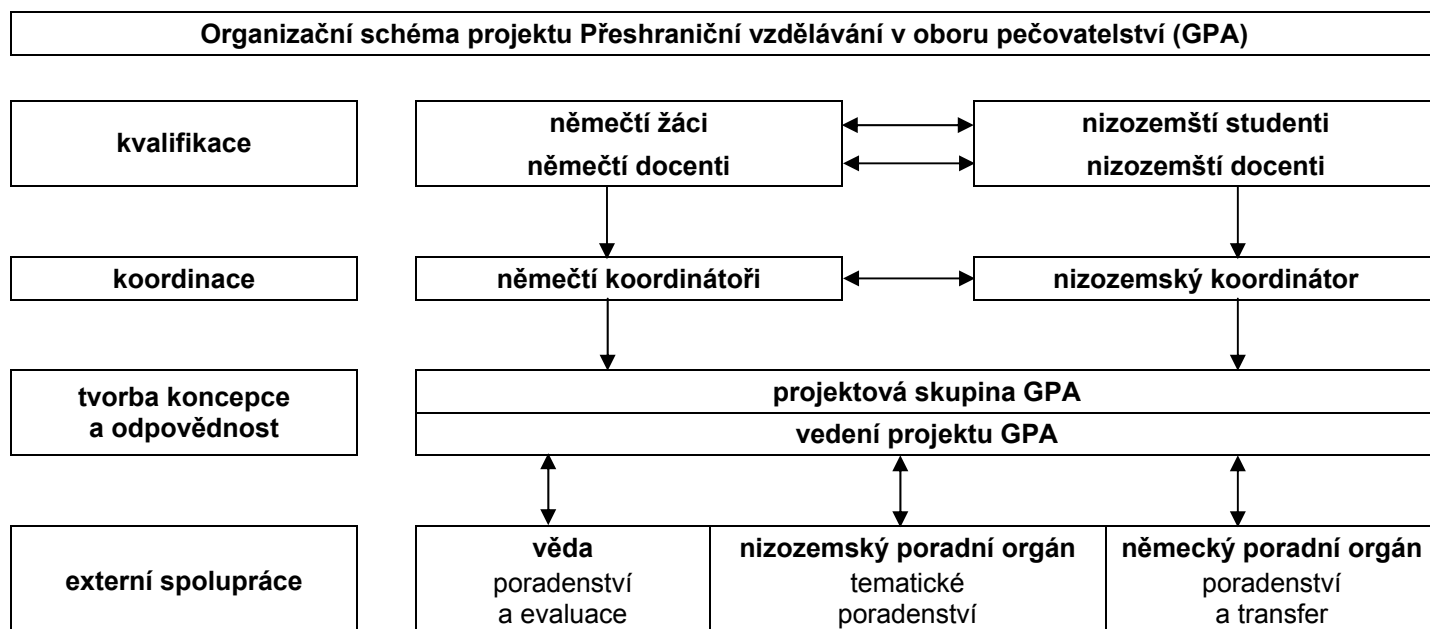 Organizační schéma projektu Přeshraniční vzdělávání v oboru pečovatelství (GPA)
kvalifikace
němečtí žáci
němečtí docenti
nizozemští studenti
nizozemští docenti
koordinace
němečtí koordinátoři
nizozemský koordinátor
tvorba koncepce
a odpovědnost
projektová skupina GPA
vedení projektu GPA
externí spolupráce
věda
poradenství
a evaluace
nizozemský poradní orgán
tematické
poradenství
německý poradní orgán
poradenství
a transfer